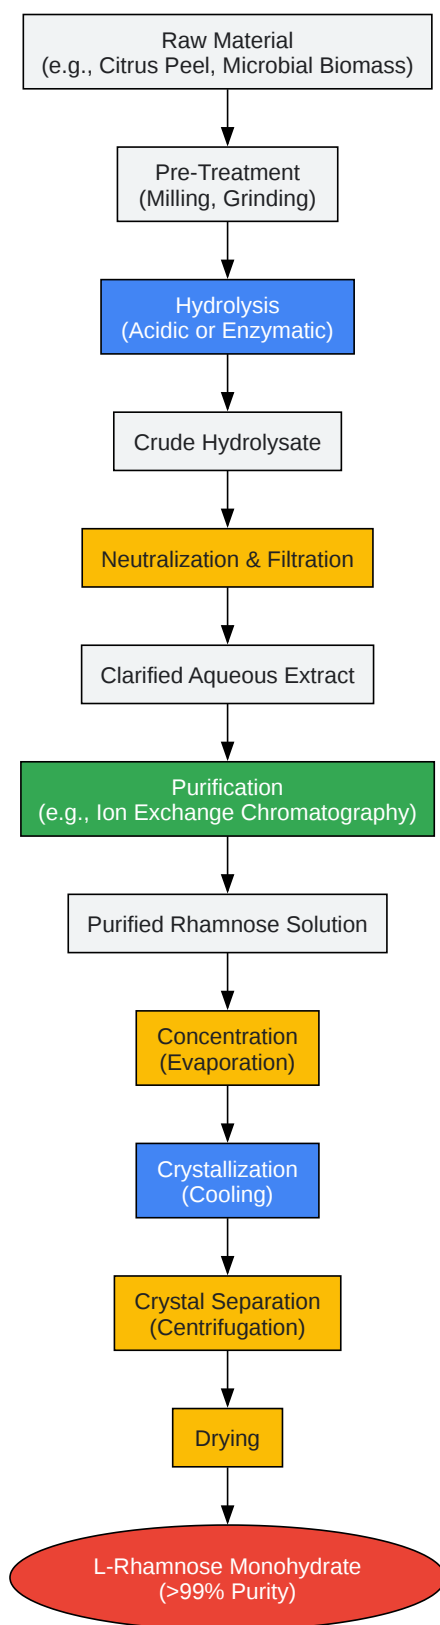 Raw Material
(e.g., Citrus Peel, Microbial Biomass)
Pre-Treatment
(Milling, Grinding)
Hydrolysis
(Acidic or Enzymatic)
Crude Hydrolysate
Neutralization & Filtration
Clarified Aqueous Extract
Purification
(e.g., Ion Exchange Chromatography)
Purified Rhamnose Solution
Concentration
(Evaporation)
Crystallization
(Cooling)
Crystal Separation
(Centrifugation)
Drying
L-Rhamnose Monohydrate
(>99% Purity)